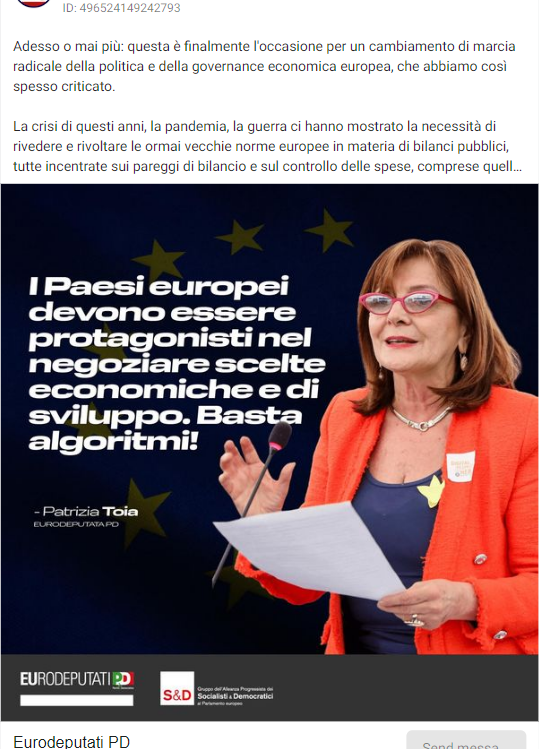 ID: 496524149242793
Adesso o mai più: questa è finalmente l'occasione per un cambiamento di marcia
radicale della politica e della governance economica europea, che abbiamo così
spesso criticato.
La crisi di questi anni, la pandemia, la guerra ci hanno mostrato la necessità di
rivedere e rivoltare le ormai vecchie norme europee in materia di bilanci pubblici,
tutte incentrate sui pareggi di bilancio e sul controllo delle spese, comprese quell...
I Paesi europei
devono essere
protagonisti nel
negoziare scelte
economiche e di
sviluppo. Basta
algoritmi!
- Patrizia Toia
EURODEPUTATA PD
EURODEPUTATI PD
S&D
Gruppo dell'Alleanza Progressista dei
Socialisti & Democratici
al Parlamento europeo
Eurodeputati PD
Send messa...